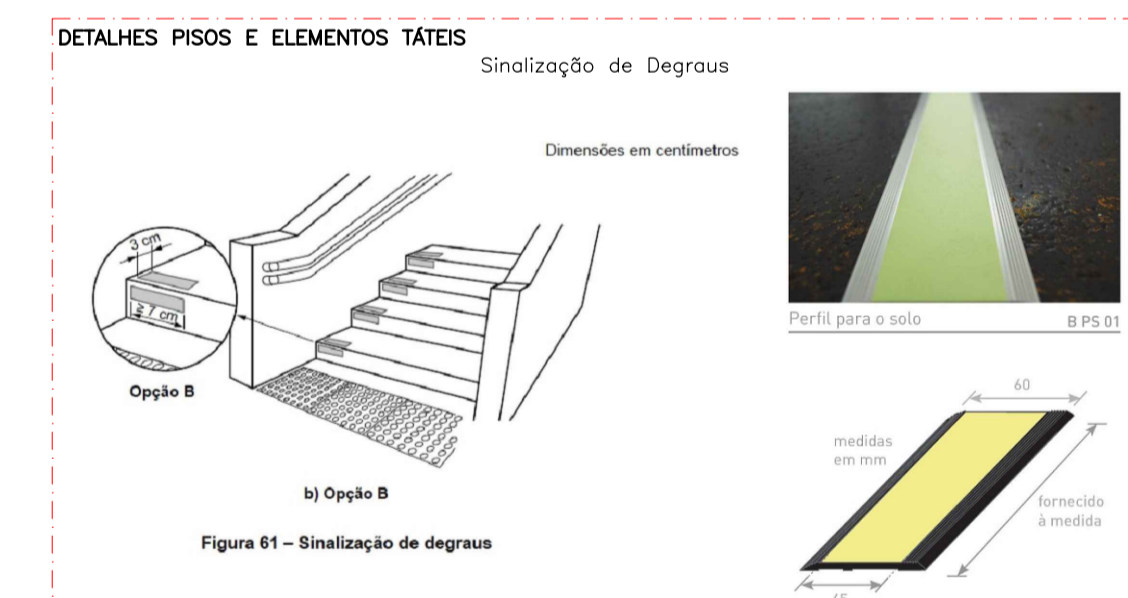 DETALHES PISOS E ELEMENTOS TÁTEIS
Sinalização de Degraus
Dimensões em centímetros
3 cm
≥ 7 cm
Opção B
b) Opção B
Figura 61 – Sinalização de degraus
Perfil para o solo
B PS 01
60
medidas
em mm
fornecido
à medida